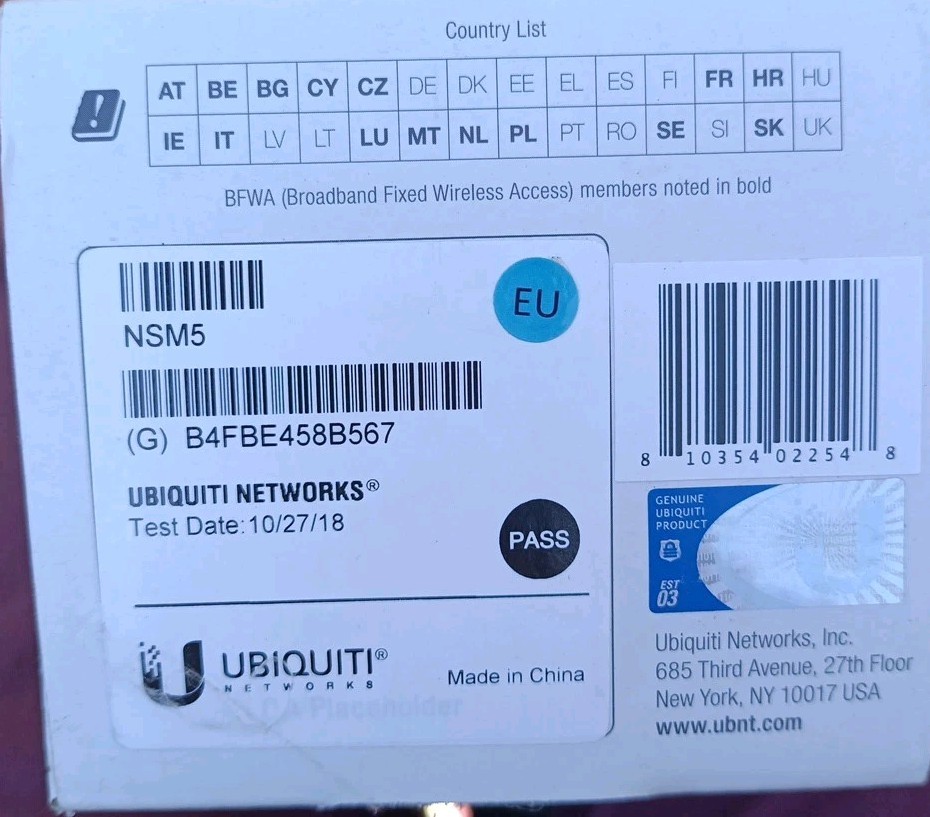 Country List
AT BE BG CY CZ DE DK EE EL ES FI FR HR HU
IE IT LV LT LU MT NL PL PT RO SE SI SK UK
BFWA (Broadband Fixed Wireless Access) members noted in bold
EU
NSM5
(G) B4FBE458B567
UBIQUITI NETWORKS®
Test Date:10/27/18
PASS
UBIQUITI®
NETWORKS
Made in China
CA Placeholder
8 10354 02254 8
GENUINE
UBIQUITI
PRODUCT
EST
03
Ubiquiti Networks, Inc.
685 Third Avenue, 27th Floor
New York, NY 10017 USA
www.ubnt.com